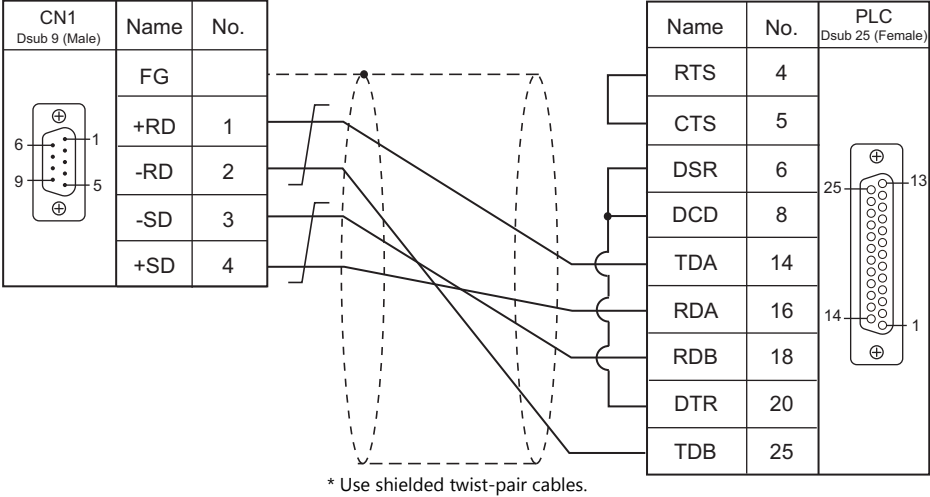 CN1
Dsub 9 (Male)
Name No.
FG
+RD 1
-RD 2
-SD 3
+SD 4
6 1
9 5
Name No.
PLC
Dsub 25 (Female)
RTS 4
CTS 5
DSR 6
DCD 8
TDA 14
RDA 16
RDB 18
DTR 20
TDB 25
25 13
14 1
* Use shielded twist-pair cables.